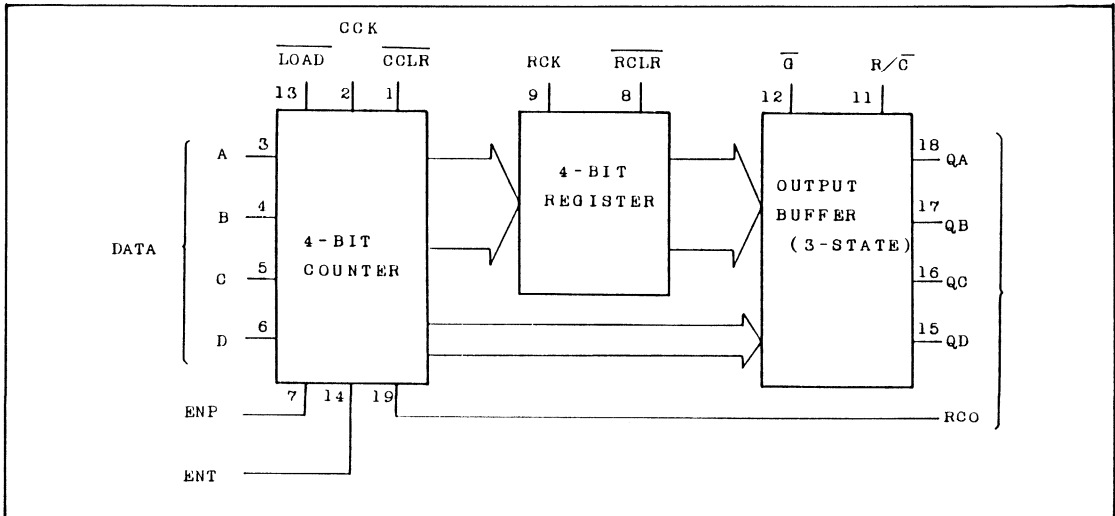 CCK
LOAD CCLR RCK RCLR G R/C
13 2 1 9 8 12 11
A 3
B 4
C 5
D 6
DATA
4-BIT
COUNTER
4-BIT
REGISTER
OUTPUT
BUFFER
(3-STATE)
18 QA
17 QB
16 QC
15 QD
7 14 19
ENP
RCO
ENT